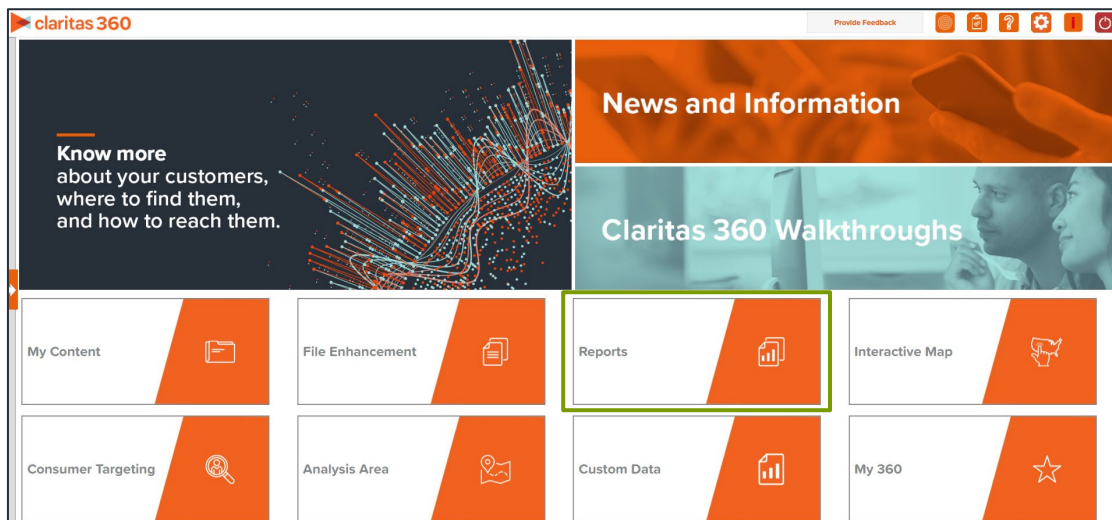 claritas 360
Provide Feedback
Know more
about your customers,
where to find them,
and how to reach them.
News and Information
Claritas 360 Walkthroughs
My Content
File Enhancement
Reports
Interactive Map
Consumer Targeting
Analysis Area
Custom Data
My 360